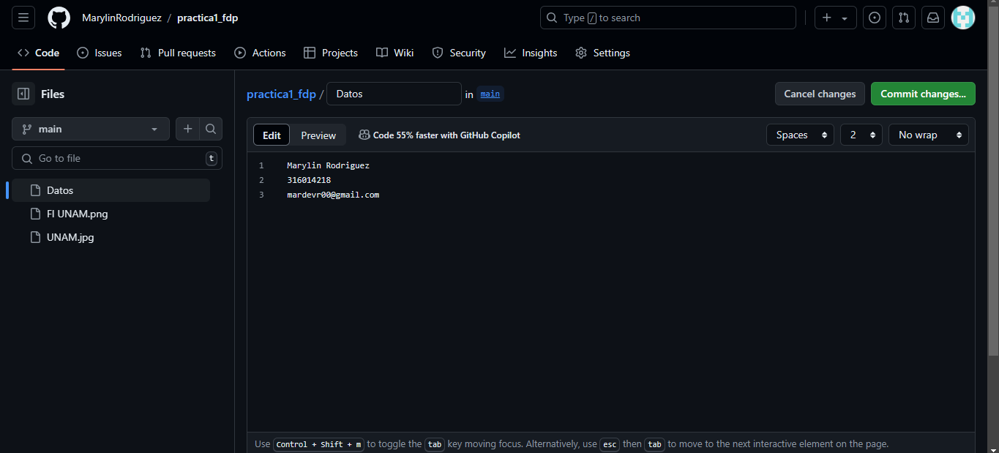 MarylinRodriguez / practica1_fdp
Type / to search
Code Issues Pull requests Actions Projects Wiki Security Insights Settings
Files
practica1_fdp / Datos in main
Cancel changes Commit changes...
main
Go to file t
Datos
FI UNAM.png
UNAM.jpg
Edit Preview Code 55% faster with GitHub Copilot
Spaces 2 No wrap
1 Marylin Rodriguez
2 316014218
3 mardevr00@gmail.com
Use Control + Shift + m to toggle the tab key moving focus. Alternatively, use esc then tab to move to the next interactive element on the page.